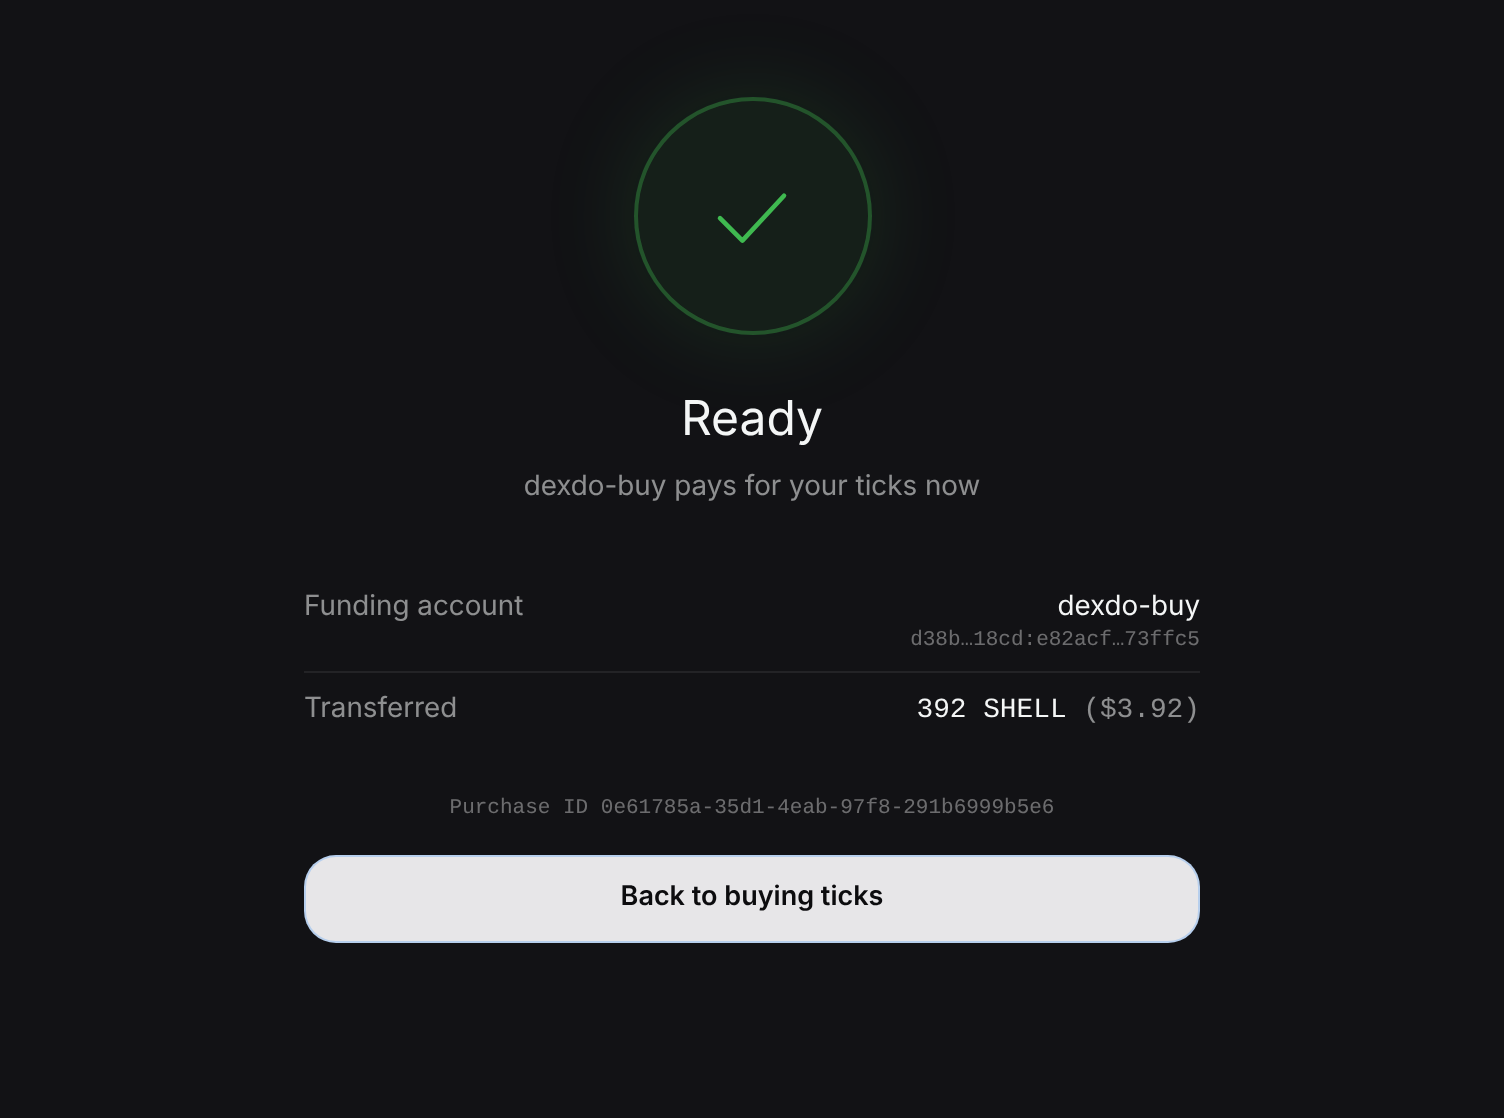 Ready
dexdo-buy pays for your ticks now
Funding account
dexdo-buy
d38b…18cd:e82acf…73ffc5
Transferred
392 SHELL ($3.92)
Purchase ID 0e61785a-35d1-4eab-97f8-291b6999b5e6
Back to buying ticks